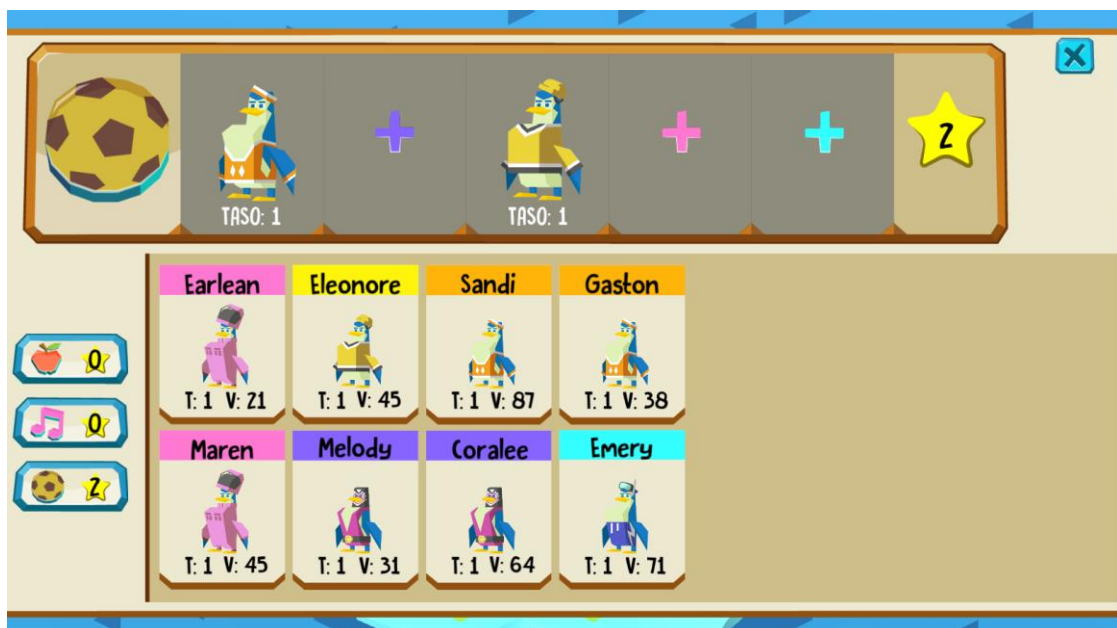 2
TASO: 1
TASO: 1
Earlean
T: 1 V: 21
Eleonore
T: 1 V: 45
Sandi
T: 1 V: 87
Gaston
T: 1 V: 38
0
0
2
Maren
T: 1 V: 45
Melody
T: 1 V: 31
Coralee
T: 1 V: 64
Emery
T: 1 V: 71